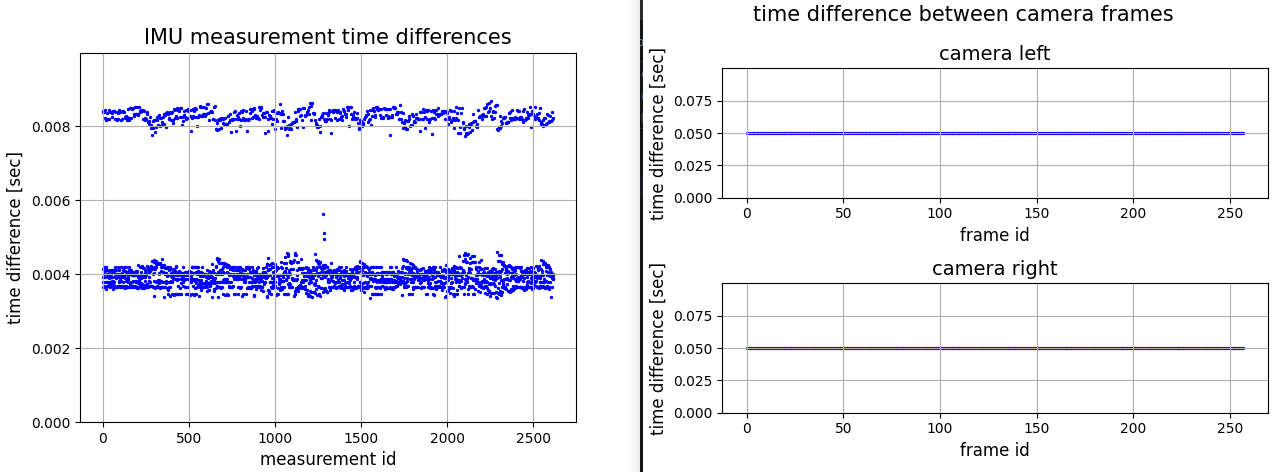 IMU measurement time differences
time difference [sec]
0.008
0.006
0.004
0.002
0.000
0 500 1000 1500 2000 2500
measurement id
time difference between camera frames
camera left
time difference [sec]
0.075
0.050
0.025
0.000
0 50 100 150 200 250
frame id
camera right
time difference [sec]
0.075
0.050
0.025
0.000
0 50 100 150 200 250
frame id